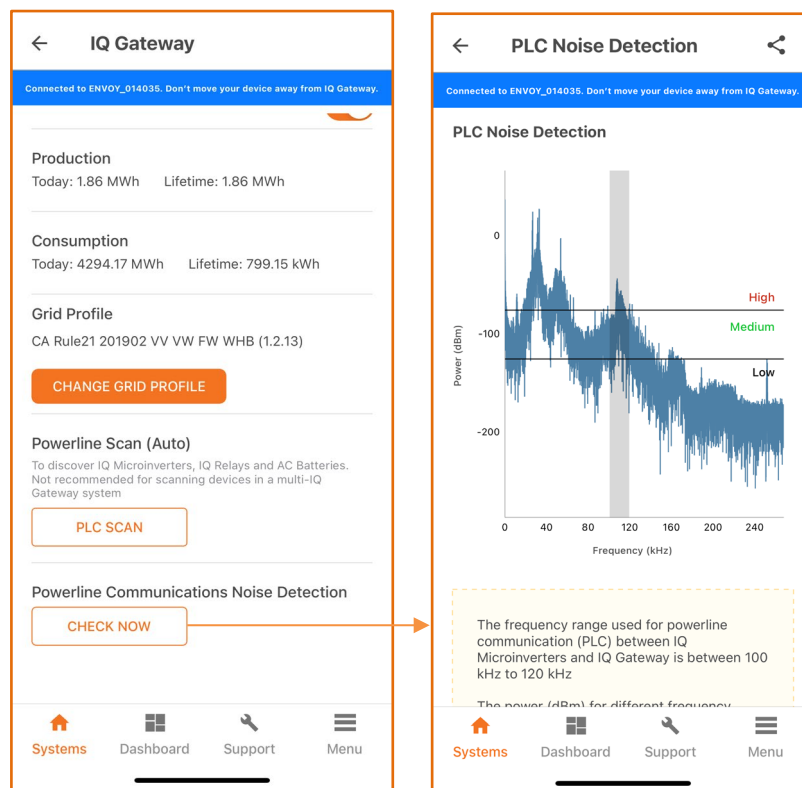 IQ Gateway
Connected to ENVOY_014035. Don't move your device away from IQ Gateway.
Production
Today: 1.86 MWh Lifetime: 1.86 MWh
Consumption
Today: 4294.17 MWh Lifetime: 799.15 kWh
Grid Profile
CA Rule21 201902 VV VW FW WHB (1.2.13)
CHANGE GRID PROFILE
Powerline Scan (Auto)
To discover IQ Microinverters, IQ Relays and AC Batteries.
Not recommended for scanning devices in a multi-IQ
Gateway system
PLC SCAN
Powerline Communications Noise Detection
CHECK NOW
Systems Dashboard Support Menu
PLC Noise Detection
Connected to ENVOY_014035. Don't move your device away from IQ Gateway.
PLC Noise Detection
0
High
Medium
-100
Low
-200
Power (dBm)
0 40 80 120 160 200 240
Frequency (kHz)
The frequency range used for powerline
communication (PLC) between IQ
Microinverters and IQ Gateway is between 100
kHz to 120 kHz
The power (dBm) for different frequency
Systems Dashboard Support Menu